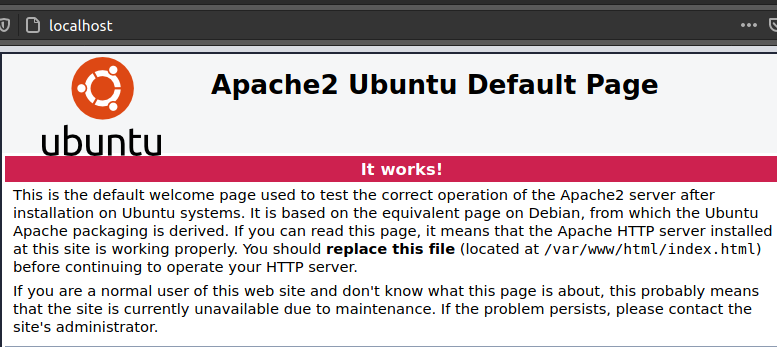 localhost
Apache2 Ubuntu Default Page
ubuntu
It works!
This is the default welcome page used to test the correct operation of the Apache2 server after
installation on Ubuntu systems. It is based on the equivalent page on Debian, from which the Ubuntu
Apache packaging is derived. If you can read this page, it means that the Apache HTTP server installed
at this site is working properly. You should replace this file (located at /var/www/html/index.html)
before continuing to operate your HTTP server.
If you are a normal user of this web site and don't know what this page is about, this probably means
that the site is currently unavailable due to maintenance. If the problem persists, please contact the
site's administrator.